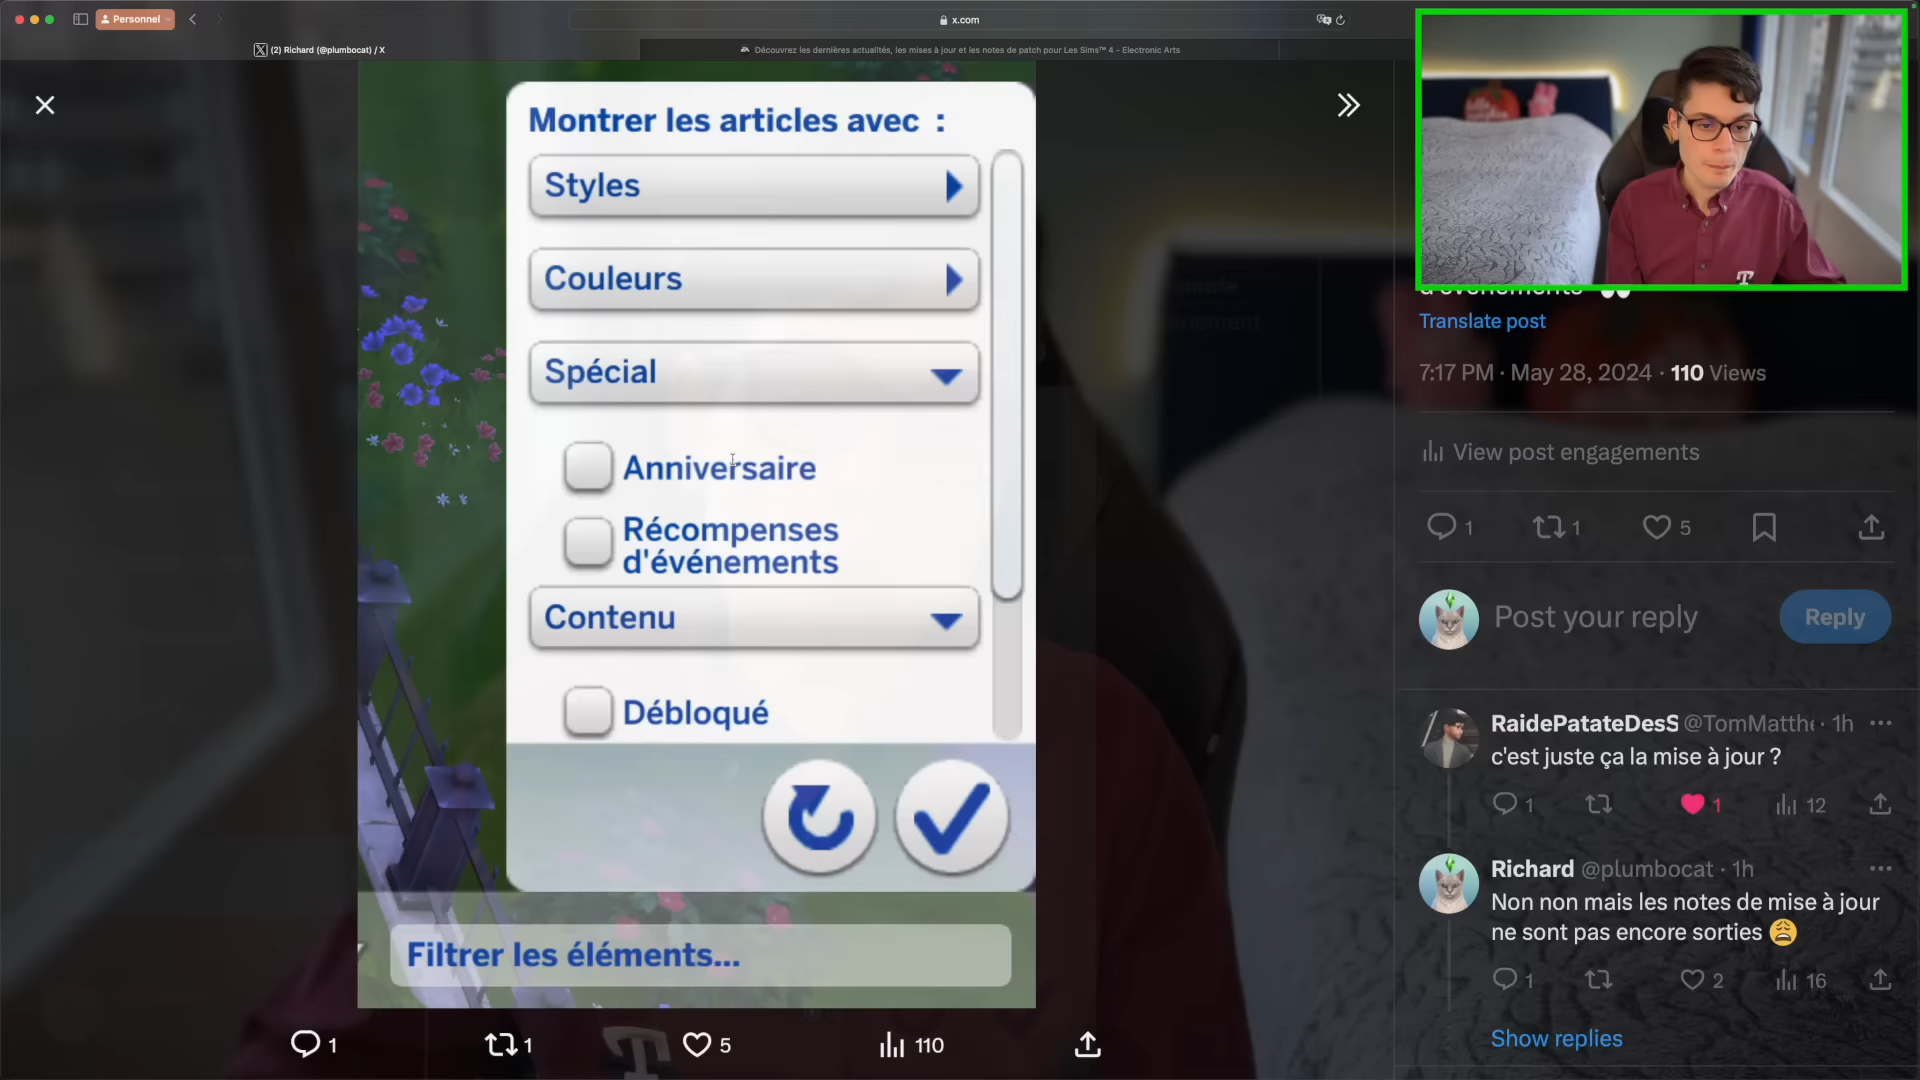 Personnel
x.com
(2) Richard (@plumbocat) / X
Découvrez les dernières actualités, les mises à jour et les notes de patch pour Les Sims™ 4 - Electronic Arts
Montrer les articles avec :
Styles
Couleurs
Spécial
Anniversaire
Récompenses
d'événements
Contenu
Débloqué
Filtrer les éléments...
1
1
5
110
d'événements 👀
Translate post
7:17 PM · May 28, 2024 · 110 Views
View post engagements
1
1
5
Post your reply
Reply
RaidePatateDesS @TomMatthe · 1h
c'est juste ça la mise à jour ?
1
1
12
Richard @plumbocat · 1h
Non non mais les notes de mise à jour
ne sont pas encore sorties 😩
1
2
16
Show replies